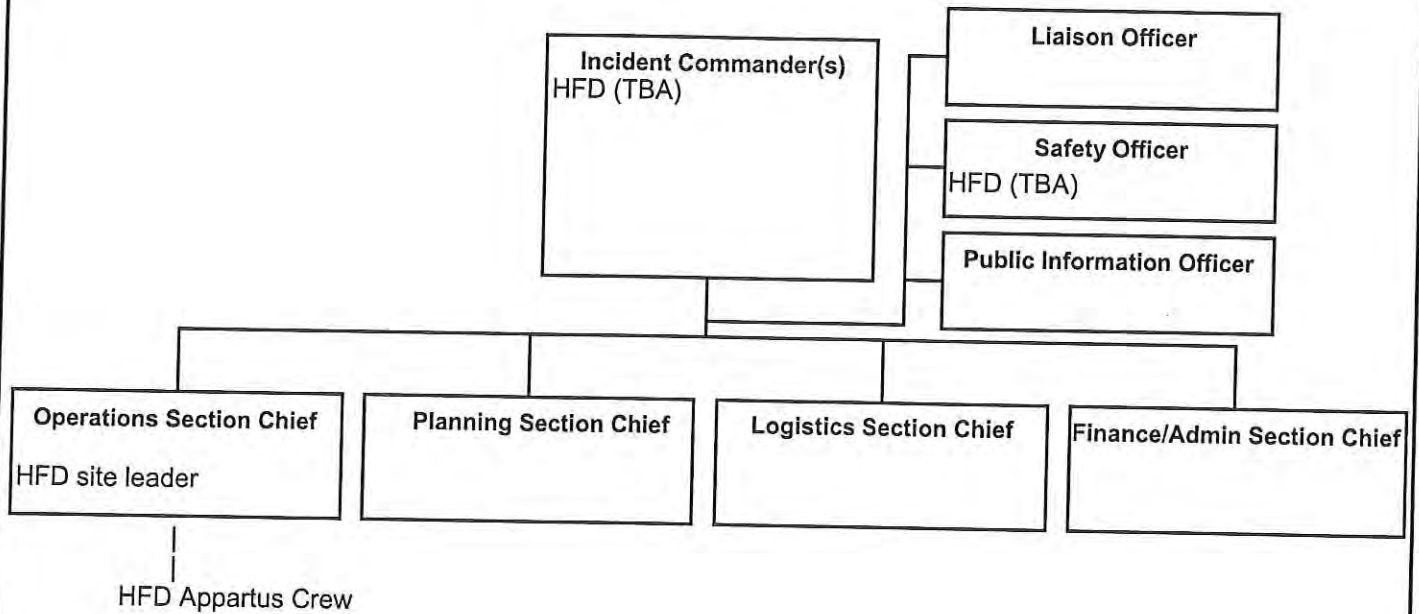 Incident Commander(s)
HFD (TBA)
Liaison Officer
Safety Officer
HFD (TBA)
Public Information Officer
Operations Section Chief
HFD site leader
Planning Section Chief
Logistics Section Chief
Finance/Admin Section Chief
HFD Appartus Crew